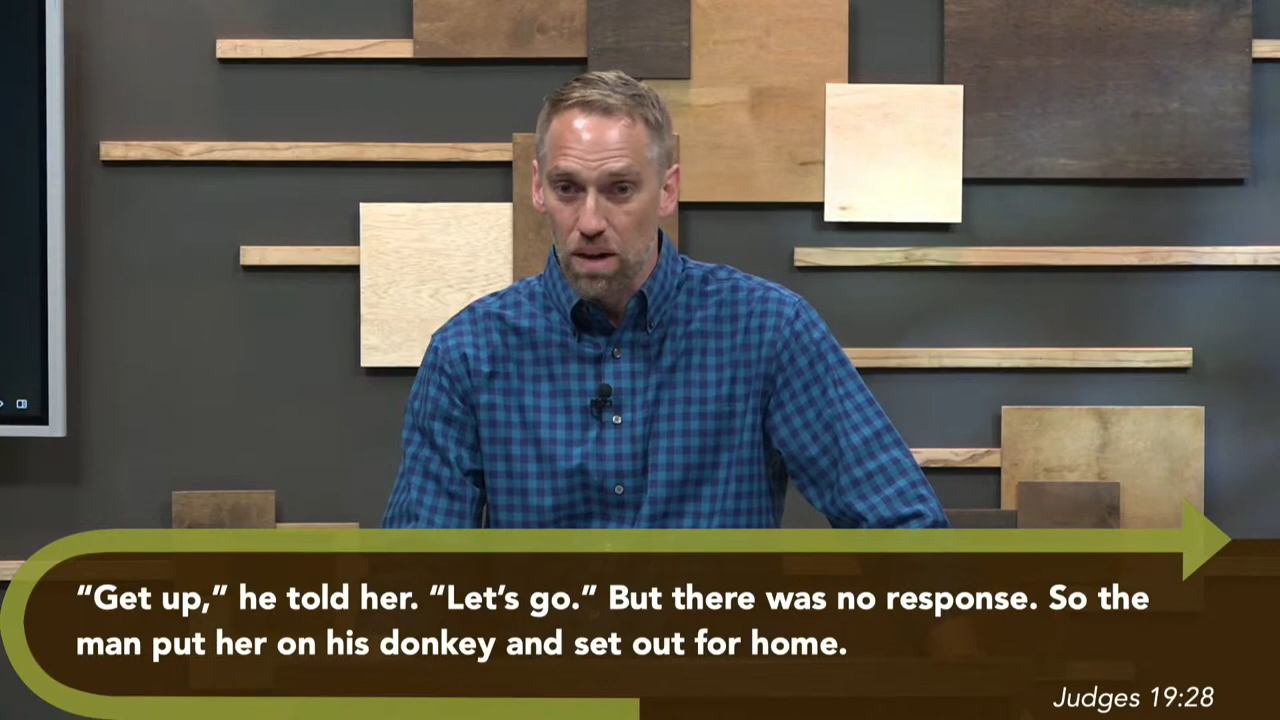 “Get up,” he told her. “Let’s go.” But there was no response. So the
man put her on his donkey and set out for home.
Judges 19:28